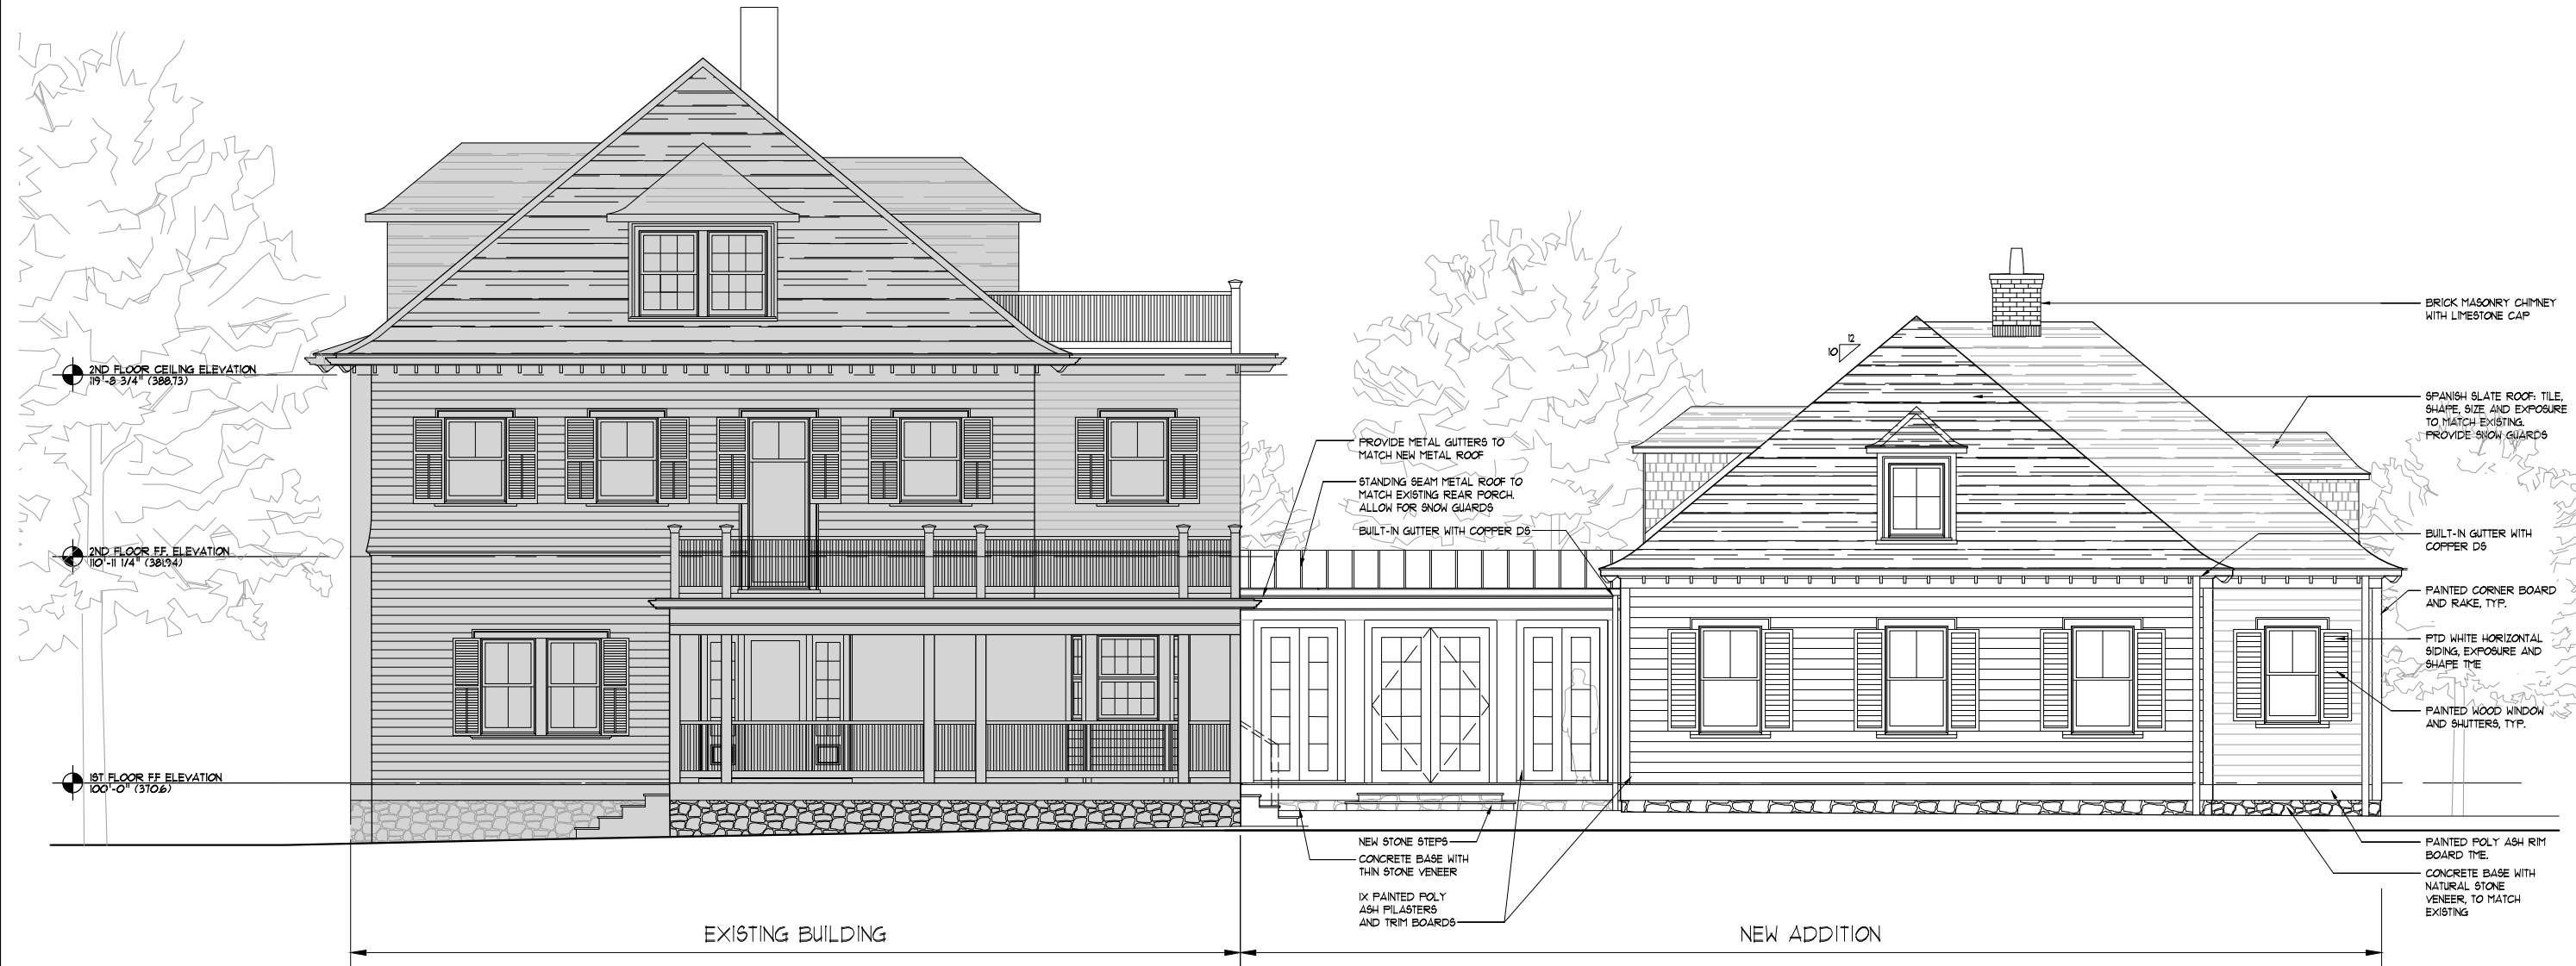 2ND FLOOR CEILING ELEVATION
119'-8 3/4" (388.73)
2ND FLOOR F.F. ELEVATION
110'-11 1/4" (381.94)
1ST FLOOR F.F ELEVATION
100'-0" (370.6)
PROVIDE METAL GUTTERS TO
MATCH NEW METAL ROOF
STANDING SEAM METAL ROOF TO
MATCH EXISTING REAR PORCH.
ALLOW FOR SNOW GUARDS
BUILT-IN GUTTER WITH COPPER DS
12
10
BRICK MASONRY CHIMNEY
WITH LIMESTONE CAP
SPANISH SLATE ROOF: TILE,
SHAPE, SIZE AND EXPOSURE
TO MATCH EXISTING.
PROVIDE SNOW GUARDS
BUILT-IN GUTTER WITH
COPPER DS
PAINTED CORNER BOARD
AND RAKE, TYP.
PTD WHITE HORIZONTAL
SIDING, EXPOSURE AND
SHAPE TME
PAINTED WOOD WINDOW
AND SHUTTERS, TYP.
NEW STONE STEPS
CONCRETE BASE WITH
THIN STONE VENEER
1X PAINTED POLY
ASH PILASTERS
AND TRIM BOARDS
PAINTED POLY ASH RIM
BOARD TME.
CONCRETE BASE WITH
NATURAL STONE
VENEER, TO MATCH
EXISTING
EXISTING BUILDING
NEW ADDITION